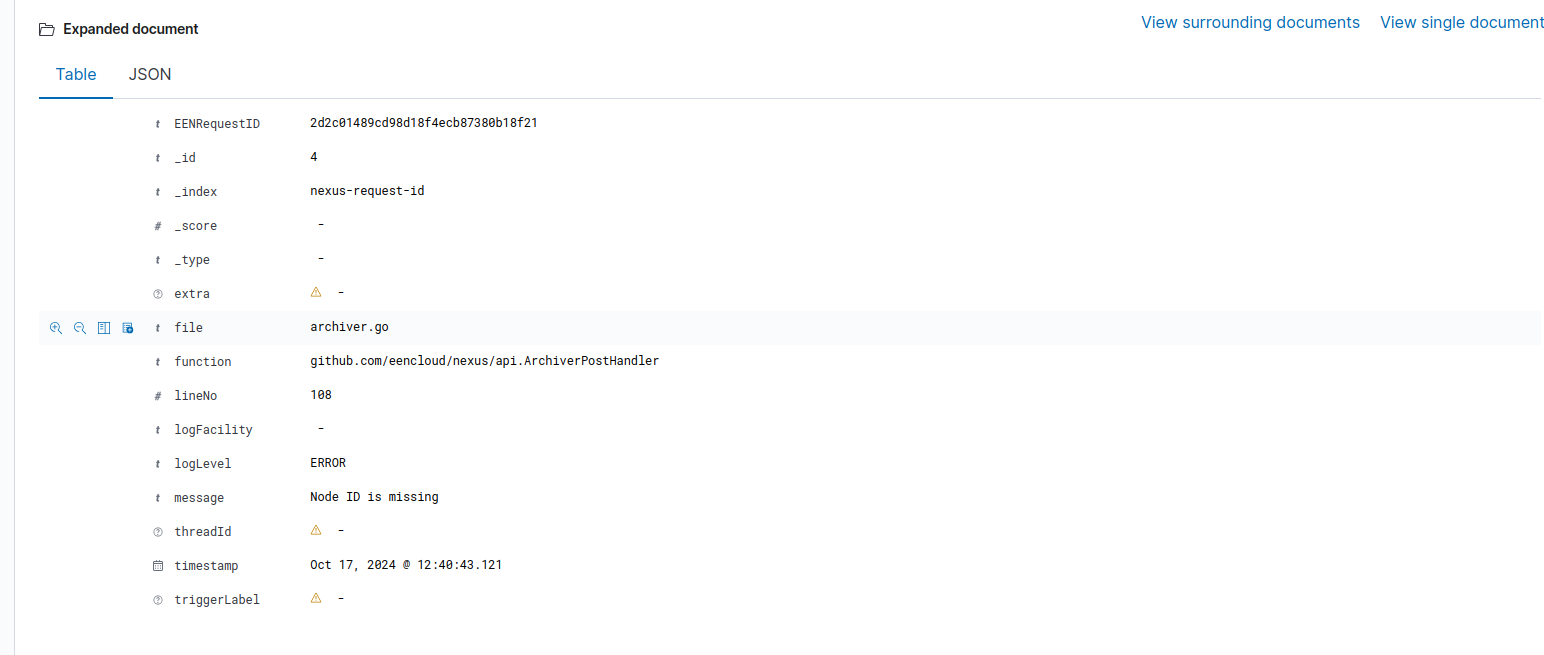 Expanded document
View surrounding documents View single document
Table JSON
t EENRequestID 2d2c01489cd98d18f4ecb87380b18f21
t _id 4
t _index nexus-request-id
# _score -
t _type -
extra -
t file archiver.go
t function github.com/eencloud/nexus/api.ArchiverPostHandler
# lineNo 108
t logFacility -
t logLevel ERROR
t message Node ID is missing
threadId -
timestamp Oct 17, 2024 @ 12:40:43.121
triggerLabel -